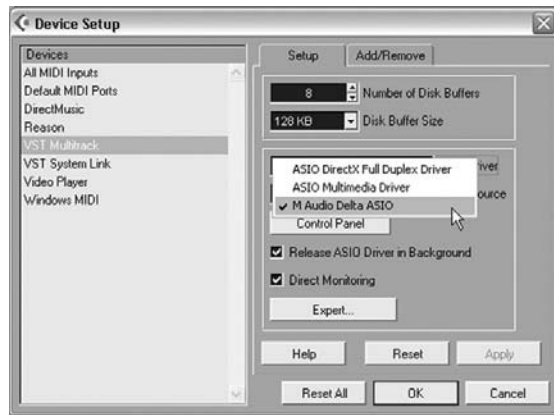 Device Setup
Devices
All MIDI Inputs
Default MIDI Ports
DirectMusic
Reason
VST Multitrack
VST System Link
Video Player
Windows MIDI
Setup
Add/Remove
8 Number of Disk Buffers
128 KB Disk Buffer Size
ASIO DirectX Full Duplex Driver
ASIO Multimedia Driver
✓ M Audio Delta ASIO
Control Panel
Release ASIO Driver in Background
Direct Monitoring
Expert...
Help Reset Apply
Reset All OK Cancel